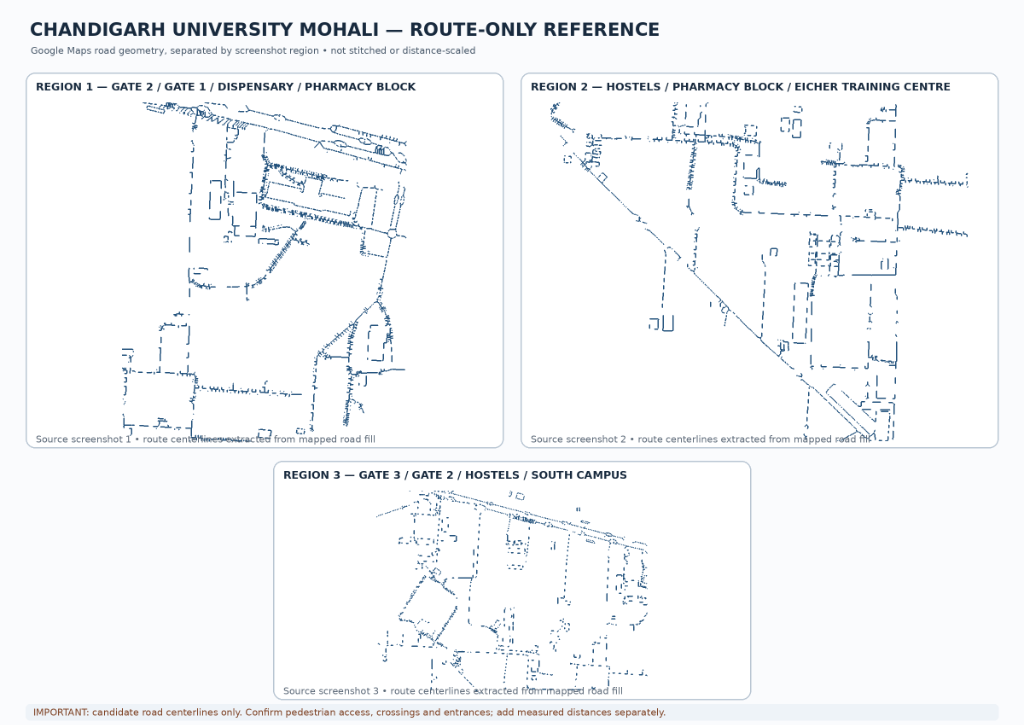 CHANDIGARH UNIVERSITY MOHALI — ROUTE-ONLY REFERENCE
Google Maps road geometry, separated by screenshot region • not stitched or distance-scaled
REGION 1 — GATE 2 / GATE 1 / DISPENSARY / PHARMACY BLOCK
Source screenshot 1 • route centerlines extracted from mapped road fill
REGION 2 — HOSTELS / PHARMACY BLOCK / EICHER TRAINING CENTRE
Source screenshot 2 • route centerlines extracted from mapped road fill
REGION 3 — GATE 3 / GATE 2 / HOSTELS / SOUTH CAMPUS
Source screenshot 3 • route centerlines extracted from mapped road fill
IMPORTANT: candidate road centerlines only. Confirm pedestrian access, crossings and entrances; add measured distances separately.